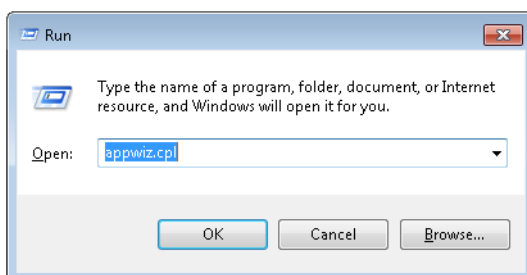 Run
Type the name of a program, folder, document, or Internet
resource, and Windows will open it for you.
Open:
appwiz.cpl
OK
Cancel
Browse...